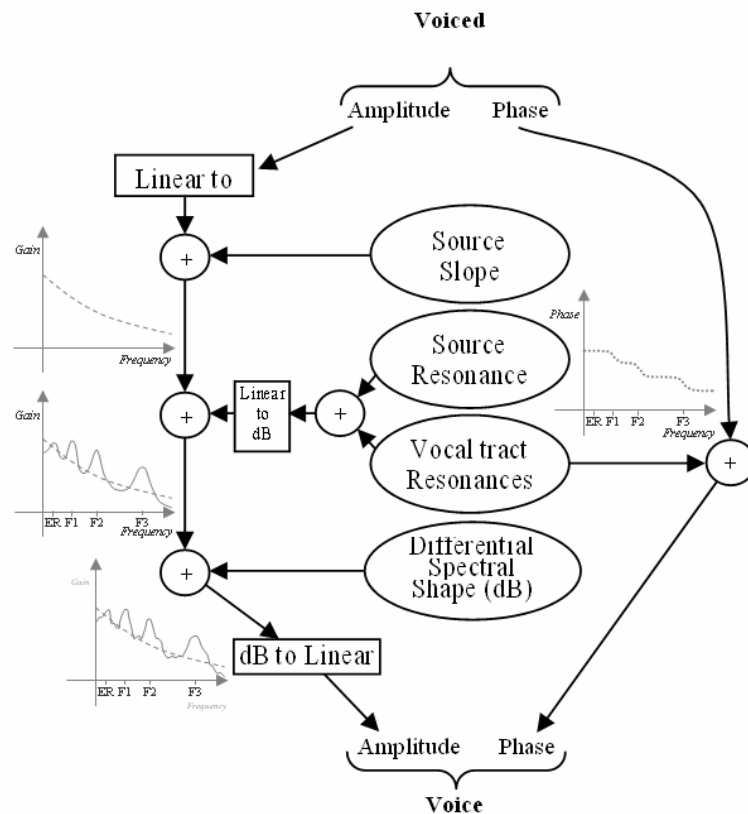 Voiced
Amplitude Phase
Linear to
+
Source
Slope
Gain
Frequency
Phase
ER F1 F2 F3
Frequency
Source
Resonance
Linear
to
dB
+
+
Gain
ER F1 F2 F3
Frequency
Vocal tract
Resonances
+
Differential
Spectral
Shape (dB)
+
Gain
ER F1 F2 F3
Frequency
dB to Linear
Amplitude Phase
Voice